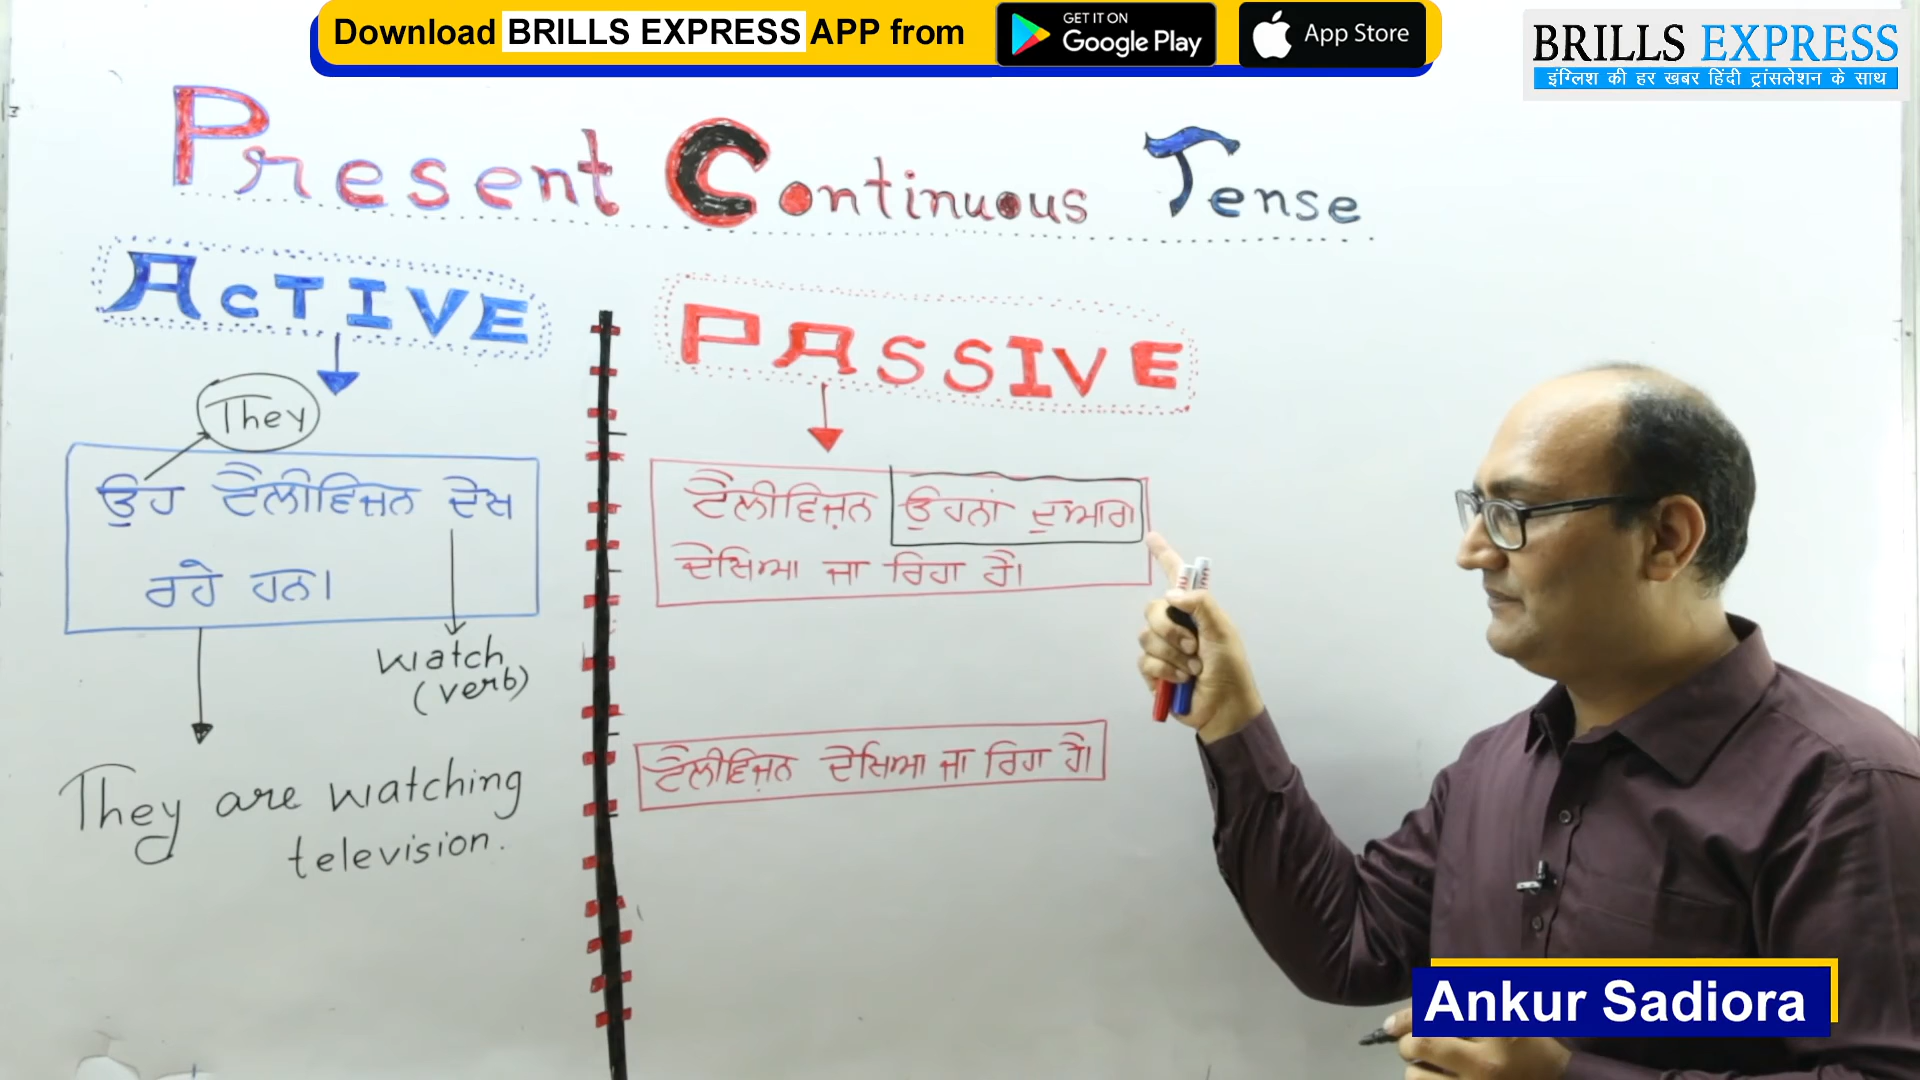 Download BRILLS EXPRESS APP from
GET IT ON
Google Play
App Store
BRILLS EXPRESS
इंग्लिश की हर खबर हिंदी ट्रांसलेशन के साथ
Present Continuous Tense
ACTIVE
They
ਉਹ ਟੈਲੀਵਿਜ਼ਨ ਦੇਖ
ਰਹੇ ਹਨ।
watch
(verb)
They are watching
television.
PASSIVE
ਟੈਲੀਵਿਜ਼ਨ ਉਹਨਾਂ ਦੁਆਰਾ
ਦੇਖਿਆ ਜਾ ਰਿਹਾ ਹੈ।
ਟੈਲੀਵਿਜ਼ਨ ਦੇਖਿਆ ਜਾ ਰਿਹਾ ਹੈ।
Ankur Sadiora